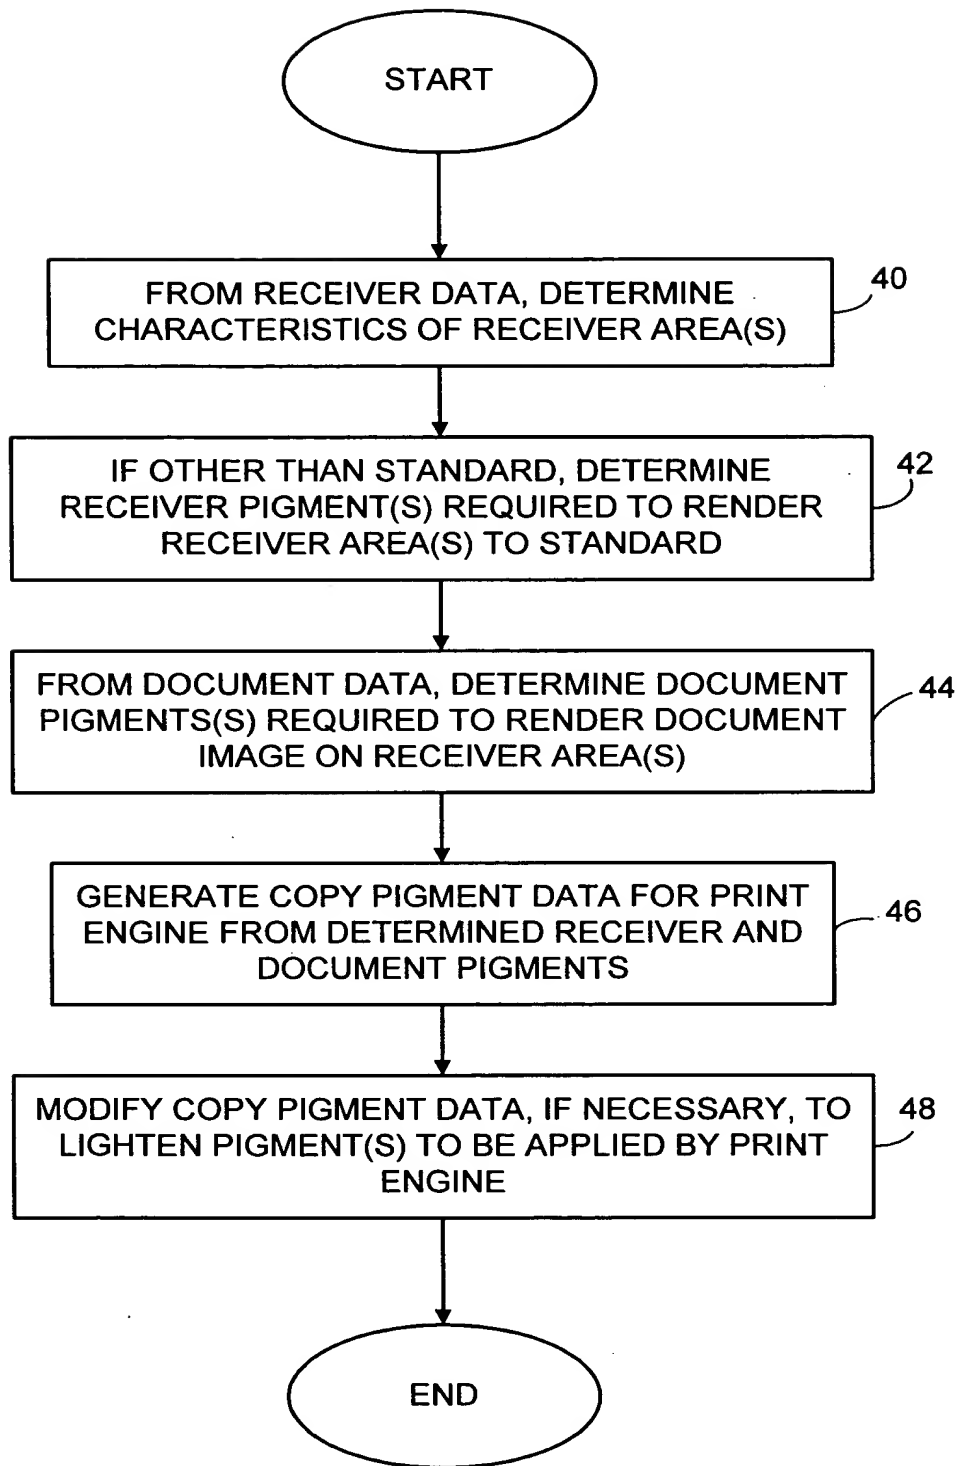 START
FROM RECEIVER DATA, DETERMINE
CHARACTERISTICS OF RECEIVER AREA(S)
40
IF OTHER THAN STANDARD, DETERMINE
RECEIVER PIGMENT(S) REQUIRED TO RENDER
RECEIVER AREA(S) TO STANDARD
42
FROM DOCUMENT DATA, DETERMINE DOCUMENT
PIGMENTS(S) REQUIRED TO RENDER DOCUMENT
IMAGE ON RECEIVER AREA(S)
44
GENERATE COPY PIGMENT DATA FOR PRINT
ENGINE FROM DETERMINED RECEIVER AND
DOCUMENT PIGMENTS
46
MODIFY COPY PIGMENT DATA, IF NECESSARY, TO
LIGHTEN PIGMENT(S) TO BE APPLIED BY PRINT
ENGINE
48
END